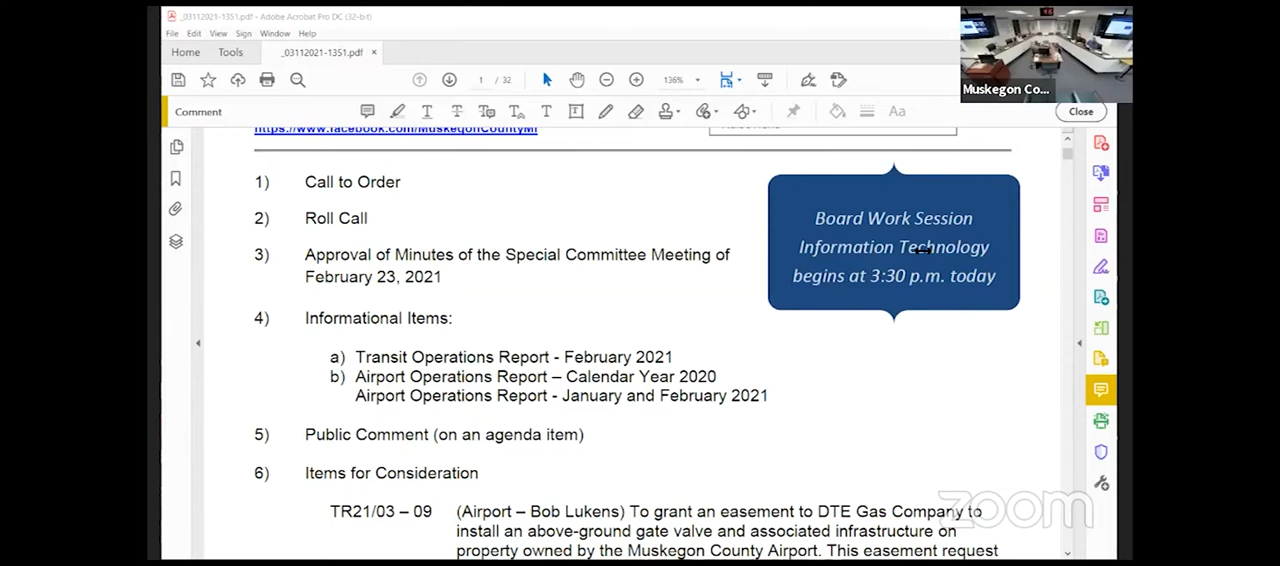 _03112021-1351.pdf - Adobe Acrobat Pro DC (32-bit)
File Edit View Sign Window Help
Home Tools _03112021-1351.pdf ×
1 / 32 136%
Comment Close
Muskegon Co...
https://www.facebook.com/MuskegonCountyMI
1) Call to Order
2) Roll Call
3) Approval of Minutes of the Special Committee Meeting of
February 23, 2021
Board Work Session
Information Technology
begins at 3:30 p.m. today
4) Informational Items:
a) Transit Operations Report - February 2021
b) Airport Operations Report – Calendar Year 2020
Airport Operations Report - January and February 2021
5) Public Comment (on an agenda item)
6) Items for Consideration
TR21/03 – 09 (Airport – Bob Lukens) To grant an easement to DTE Gas Company to
install an above-ground gate valve and associated infrastructure on
property owned by the Muskegon County Airport. This easement request
zoom